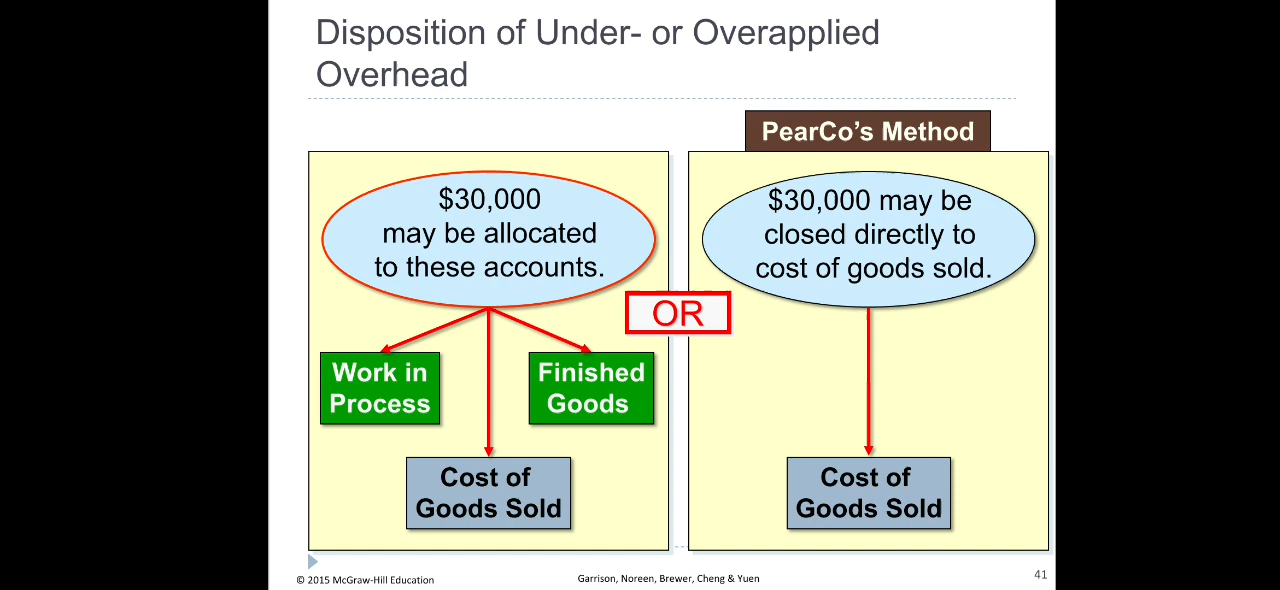 Disposition of Under- or Overapplied
Overhead
PearCo’s Method
$30,000
may be allocated
to these accounts.
$30,000 may be
closed directly to
cost of goods sold.
OR
Work in
Process
Finished
Goods
Cost of
Goods Sold
Cost of
Goods Sold
© 2015 McGraw-Hill Education
Garrison, Noreen, Brewer, Cheng & Yuen
41